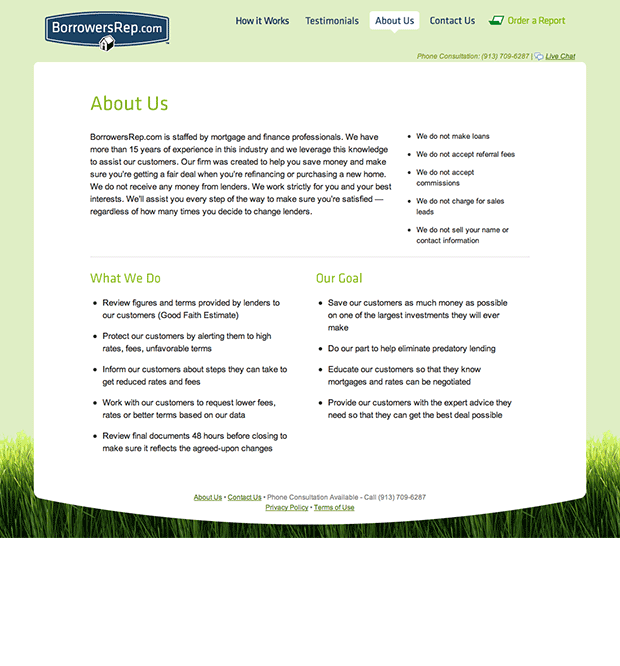 BorrowersRep.com
How it Works
Testimonials
About Us
Contact Us
Order a Report
Phone Consultation: (913) 709-6287 | Live Chat
About Us
BorrowersRep.com is staffed by mortgage and finance professionals. We have
more than 15 years of experience in this industry and we leverage this knowledge
to assist our customers. Our firm was created to help you save money and make
sure you're getting a fair deal when you're refinancing or purchasing a new home.
We do not receive any money from lenders. We work strictly for you and your best
interests. We'll assist you every step of the way to make sure you're satisfied —
regardless of how many times you decide to change lenders.
• We do not make loans
• We do not accept referral fees
• We do not accept
commissions
• We do not charge for sales
leads
• We do not sell your name or
contact information
What We Do
• Review figures and terms provided by lenders to
our customers (Good Faith Estimate)
• Protect our customers by alerting them to high
rates, fees, unfavorable terms
• Inform our customers about steps they can take to
get reduced rates and fees
• Work with our customers to request lower fees,
rates or better terms based on our data
• Review final documents 48 hours before closing to
make sure it reflects the agreed-upon changes
Our Goal
• Save our customers as much money as possible
on one of the largest investments they will ever
make
• Do our part to help eliminate predatory lending
• Educate our customers so that they know
mortgages and rates can be negotiated
• Provide our customers with the expert advice they
need so that they can get the best deal possible
About Us • Contact Us • Phone Consultation Available - Call (913) 709-6287
Privacy Policy • Terms of Use